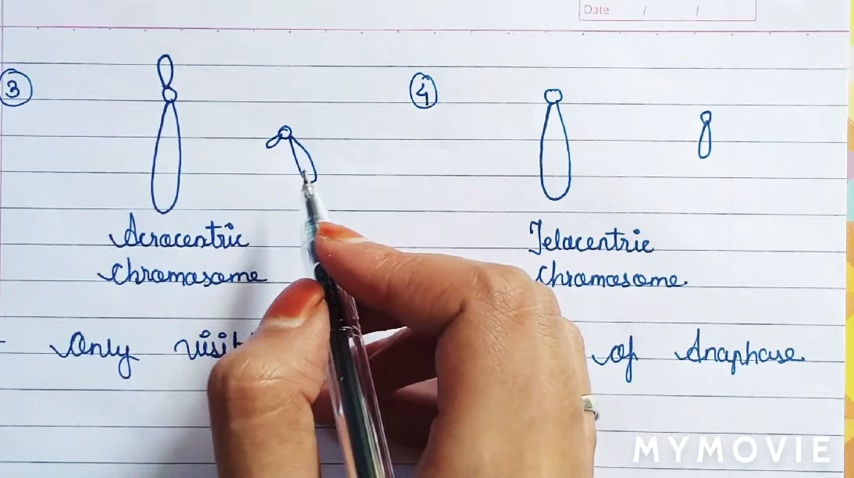 Date / /
3
4
Acrocentric
chromosome
Telocentric
chromosome.
Only of Anaphase
MYMOVIE